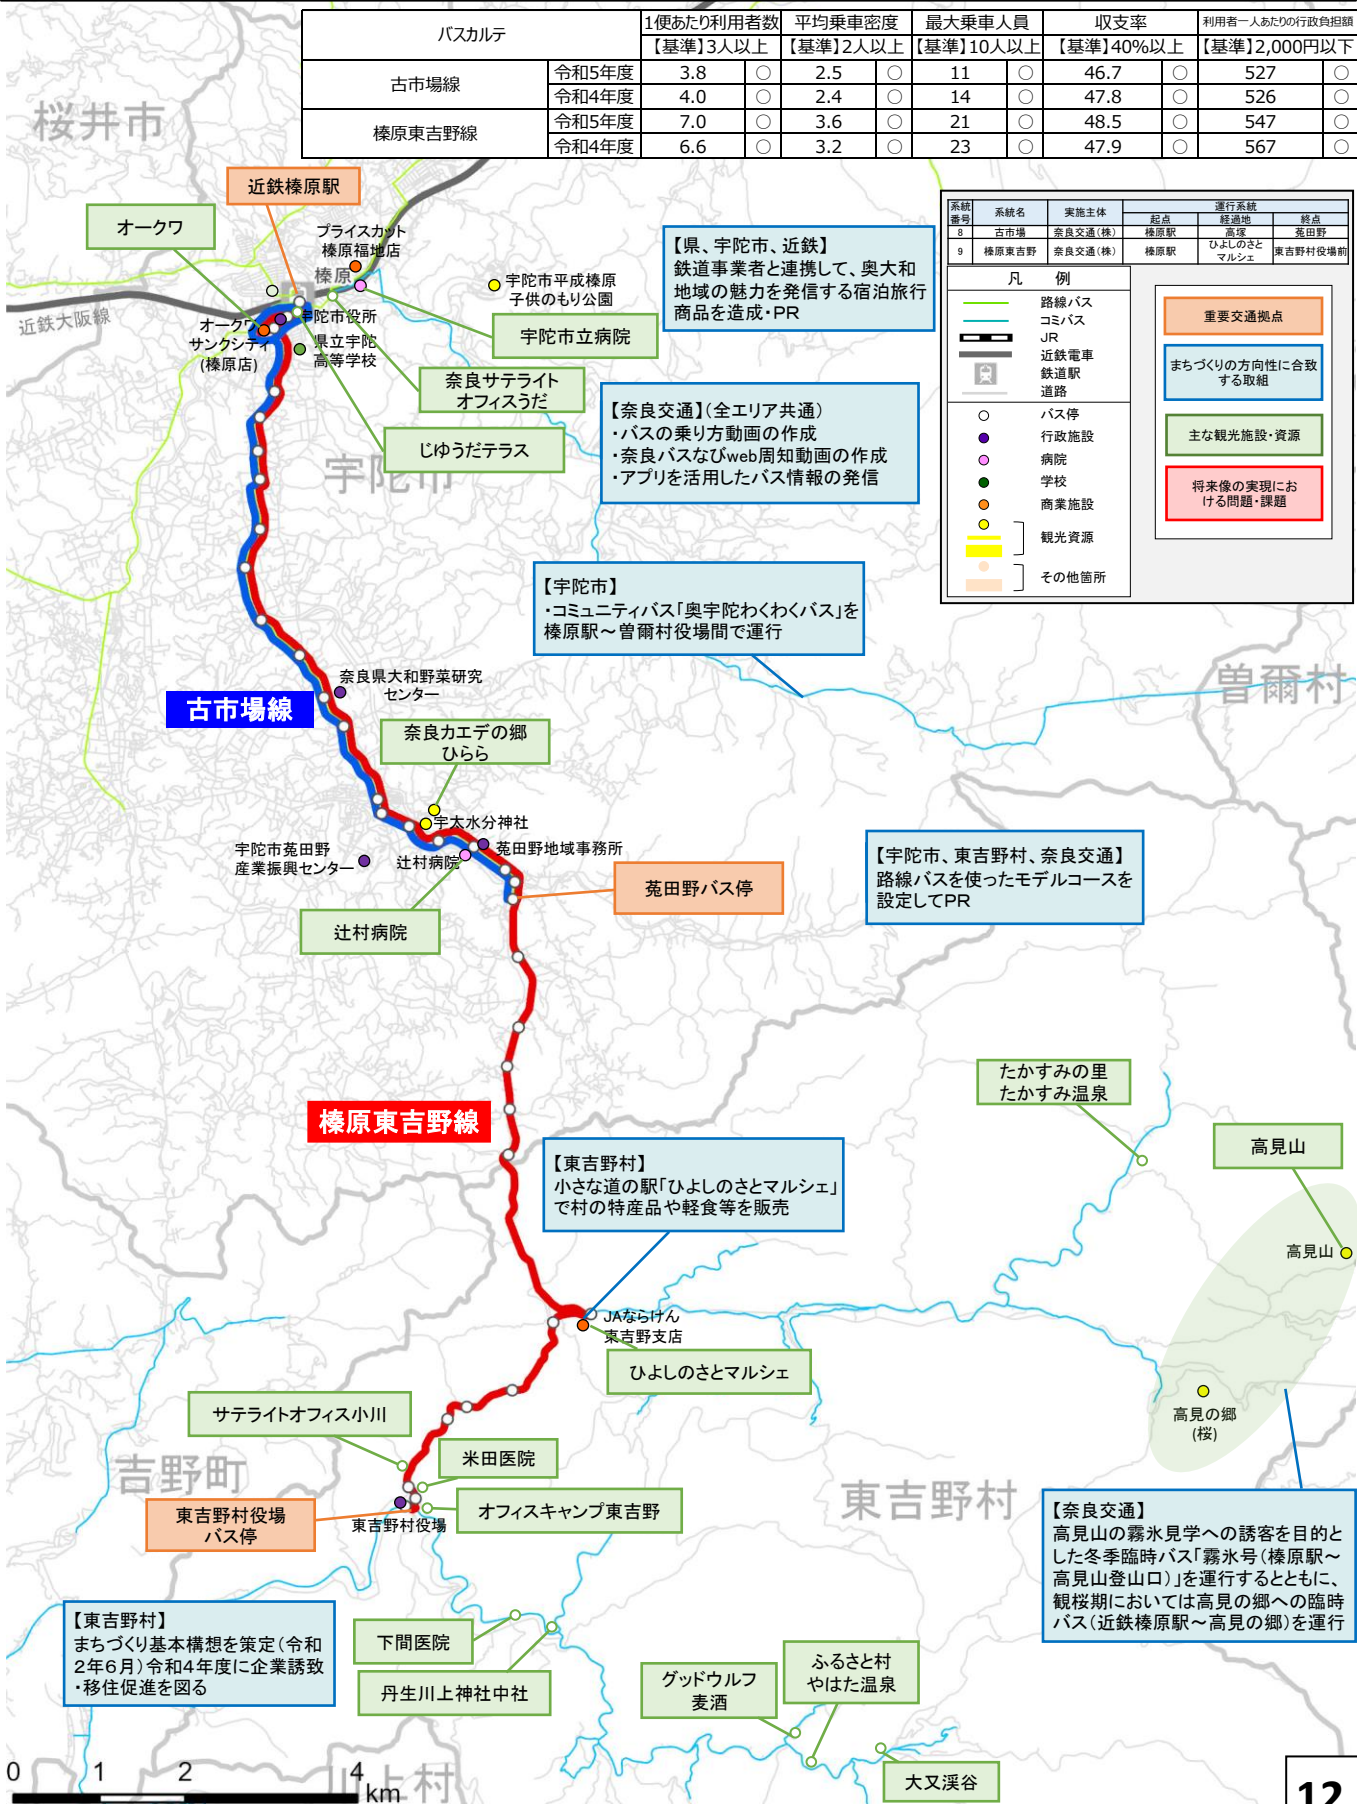 バスカルテ
1便あたり利用者数 平均乗車密度 最大乗車人員 収支率 利用者一人あたりの行政負担額
【基準】3人以上 【基準】2人以上 【基準】10人以上 【基準】40%以上 【基準】2,000円以下
古市場線
令和5年度 3.8 ○ 2.5 ○ 11 ○ 46.7 ○ 527 ○
令和4年度 4.0 ○ 2.4 ○ 14 ○ 47.8 ○ 526 ○
榛原東吉野線
令和5年度 7.0 ○ 3.6 ○ 21 ○ 48.5 ○ 547 ○
令和4年度 6.6 ○ 3.2 ○ 23 ○ 47.9 ○ 567 ○
桜井市
近鉄榛原駅
オークワ
プライスカット
榛原福地店
榛原
宇陀市平成榛原
子供のもり公園
近鉄大阪線
宇陀市役所
オークワ
サンクシティ
(榛原店)
県立宇陀
高等学校
宇陀市立病院
奈良サテライト
オフィスうだ
じゆうだテラス
宇陀市
【県、宇陀市、近鉄】
鉄道事業者と連携して、奥大和
地域の魅力を発信する宿泊旅行
商品を造成・PR
【奈良交通】(全エリア共通)
・バスの乗り方動画の作成
・奈良バスなびweb周知動画の作成
・アプリを活用したバス情報の発信
【宇陀市】
・コミュニティバス「奥宇陀わくわくバス」を
榛原駅～曽爾村役場間で運行
系統
番号
系統名 実施主体 運行系統
起点 経過地 終点
8 古市場 奈良交通(株) 榛原駅 高塚 菟田野
9 榛原東吉野 奈良交通(株) 榛原駅 ひよしのさと
マルシェ
東吉野村役場前
凡 例
路線バス
コミバス
JR
近鉄電車
鉄道駅
道路
バス停
行政施設
病院
学校
商業施設
観光資源
その他箇所
重要交通拠点
まちづくりの方向性に合致
する取組
主な観光施設・資源
将来像の実現にお
ける問題・課題
曽爾村
奈良県大和野菜研究
センター
古市場線
奈良カエデの郷
ひらら
宇太水分神社
宇陀市菟田野
産業振興センター
辻村病院
菟田野地域事務所
菟田野バス停
辻村病院
【宇陀市、東吉野村、奈良交通】
路線バスを使ったモデルコースを
設定してPR
榛原東吉野線
たかすみの里
たかすみ温泉
高見山
高見山
【東吉野村】
小さな道の駅「ひよしのさとマルシェ」
で村の特産品や軽食等を販売
JAならけん
東吉野支店
ひよしのさとマルシェ
高見の郷
(桜)
サテライトオフィス小川
米田医院
吉野町
東吉野村
東吉野村役場
バス停
東吉野村役場
オフィスキャンプ東吉野
【奈良交通】
高見山の霧氷見学への誘客を目的と
した冬季臨時バス「霧氷号(榛原駅～
高見山登山口)」を運行するとともに、
観桜期においては高見の郷への臨時
バス(近鉄榛原駅～高見の郷)を運行
【東吉野村】
まちづくり基本構想を策定(令和
2年6月)令和4年度に企業誘致
・移住促進を図る
下間医院
丹生川上神社中社
グッドウルフ
麦酒
ふるさと村
やはた温泉
大又渓谷
川上村
0 1 2 4
km
12